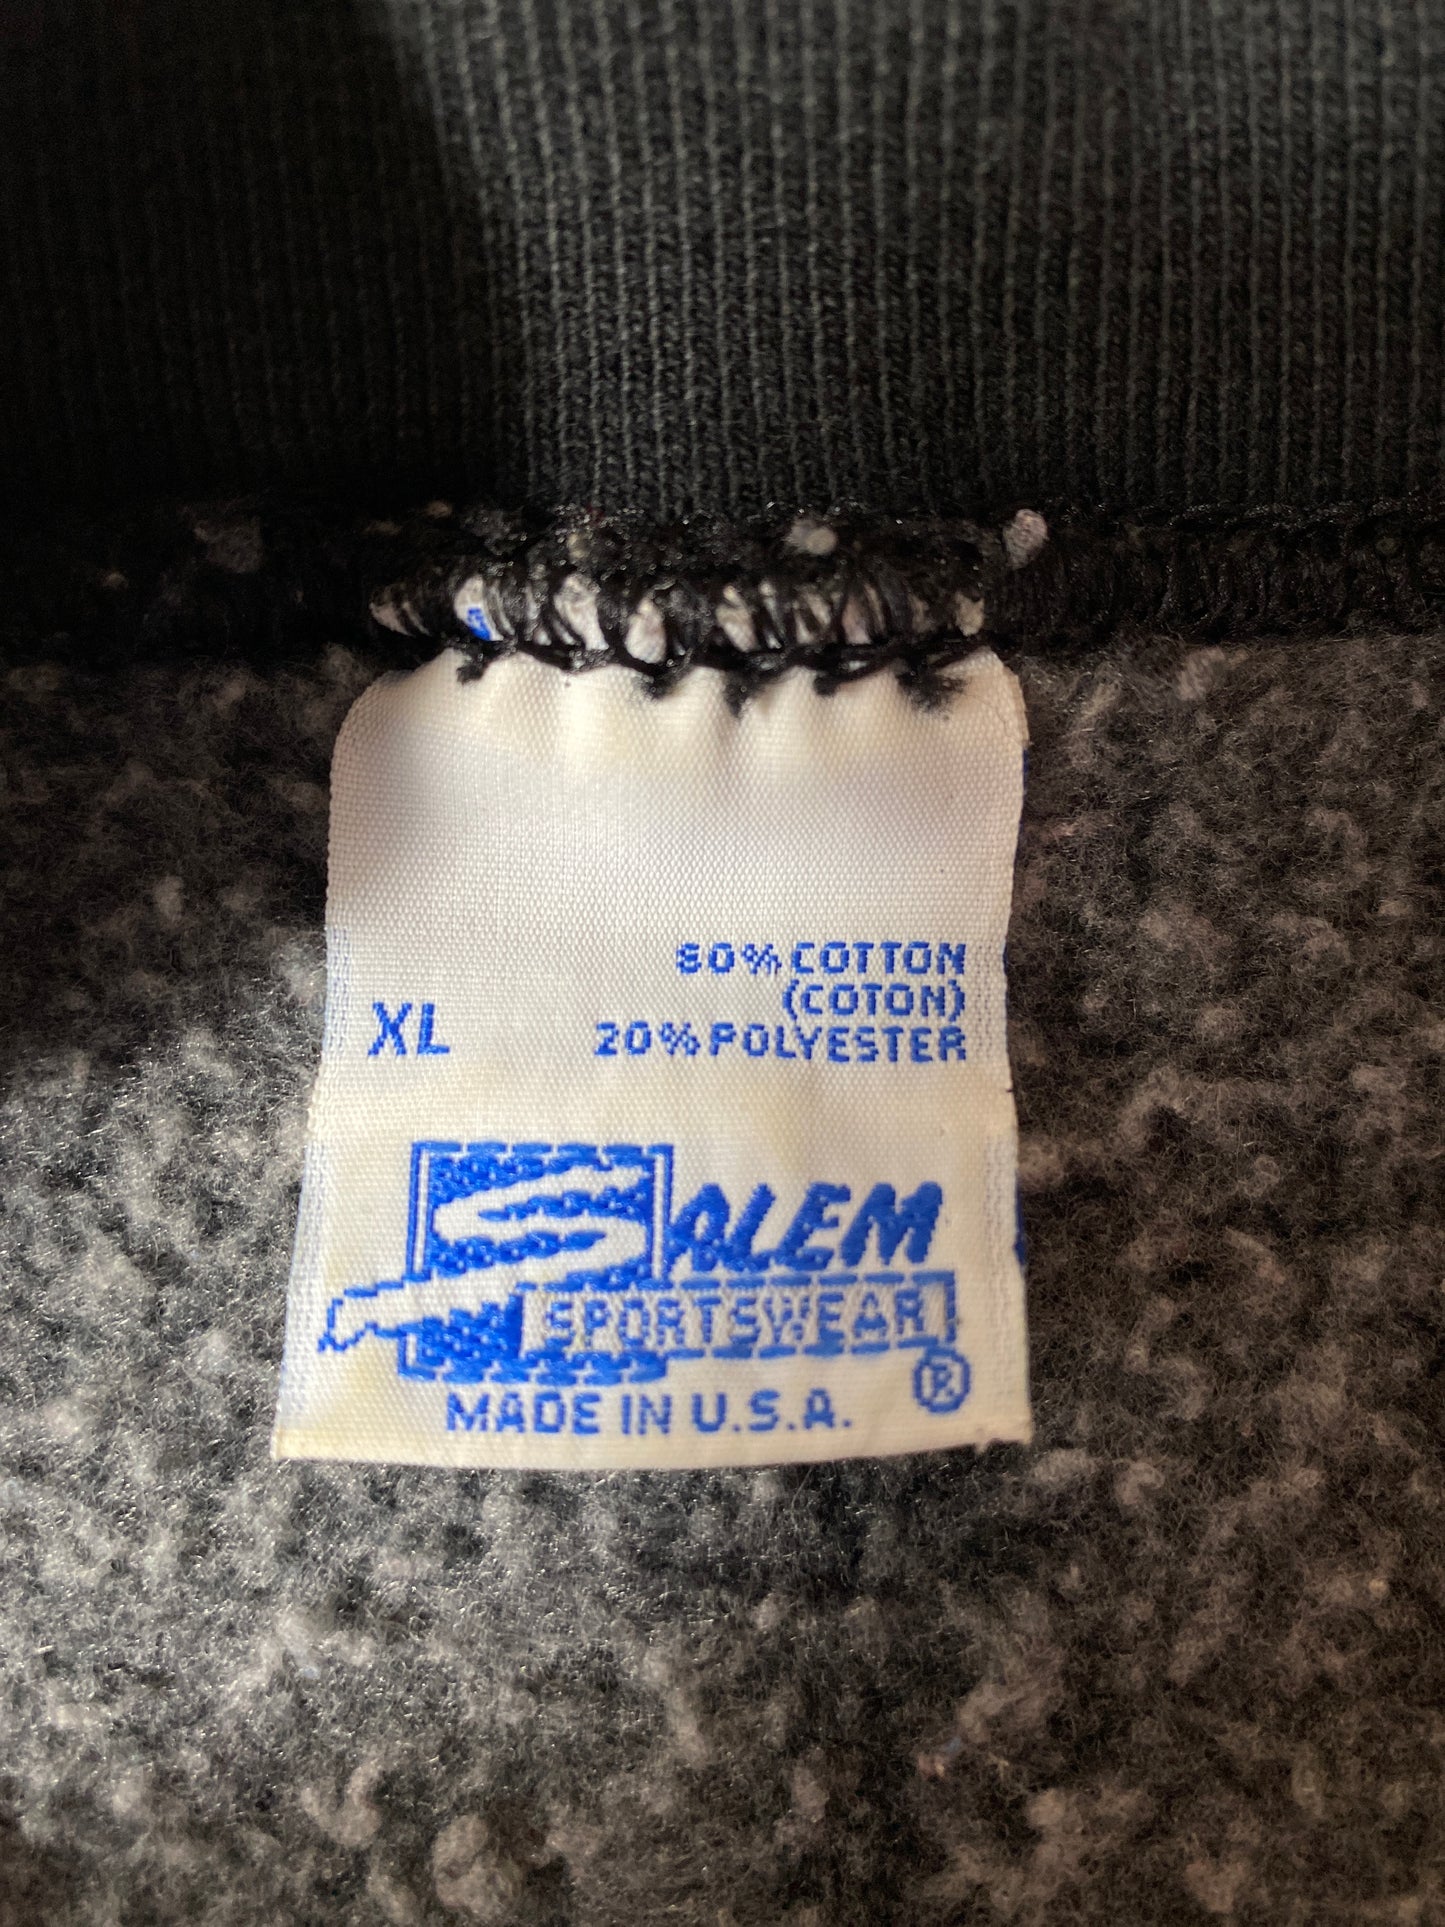 XL
80% COTTON
(COTON)
20% POLYESTER
SALEM
SPORTSWEAR
®
MADE IN U.S.A.